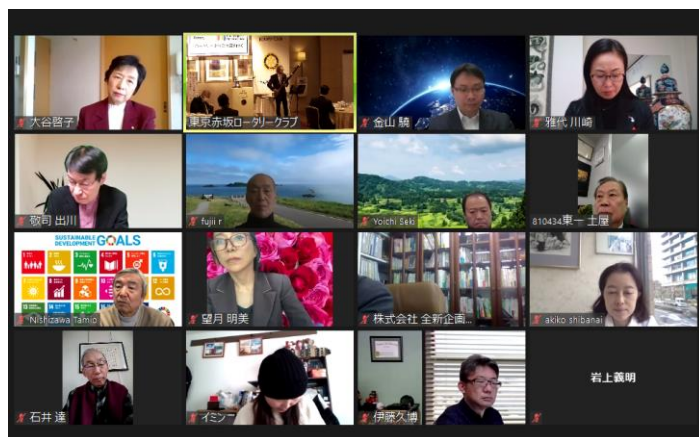 大谷啓子
東京赤坂ロータリークラブ
金山 騎
雅代 川崎
敬司 出川
fujii r
Yoichi Seki
810434東一 土屋
SUSTAINABLE
DEVELOPMENT GOALS
Nishizawa Tamio
望月 明美
株式会社 全新企画...
akiko shibanai
石井 達
イミン
伊藤久博
岩上義明